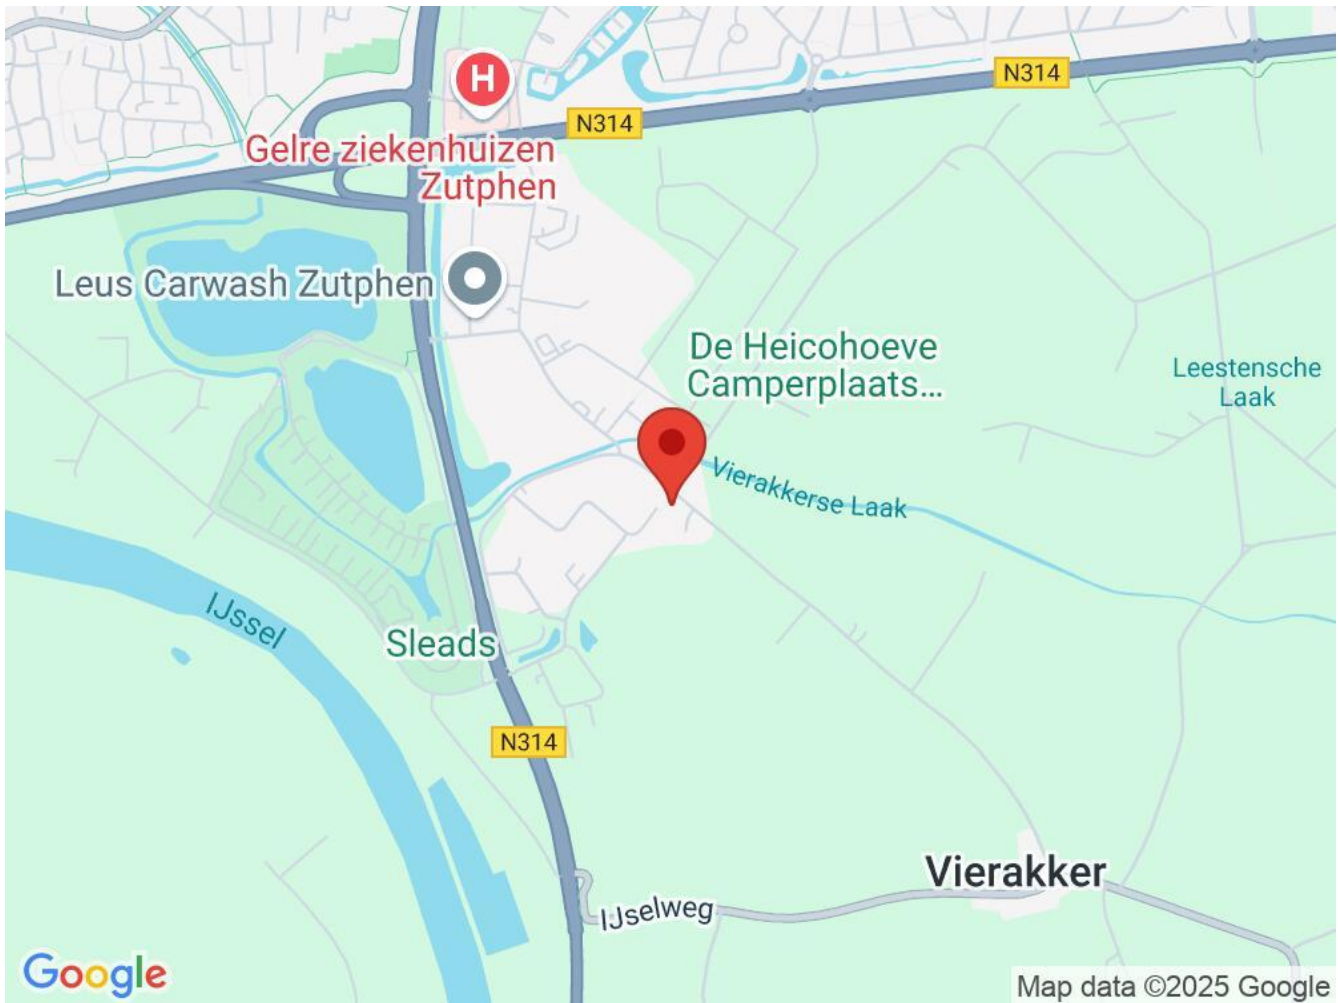 N314
H
N314
Gelre ziekenhuizen
Zutphen
Leus Carwash Zutphen
De Heicohoeve
Camperplaats...
Leestensche
Laak
Vierakkerse Laak
IJssel
Sleads
N314
Vierakker
IJselweg
Google
Map data ©2025 Google